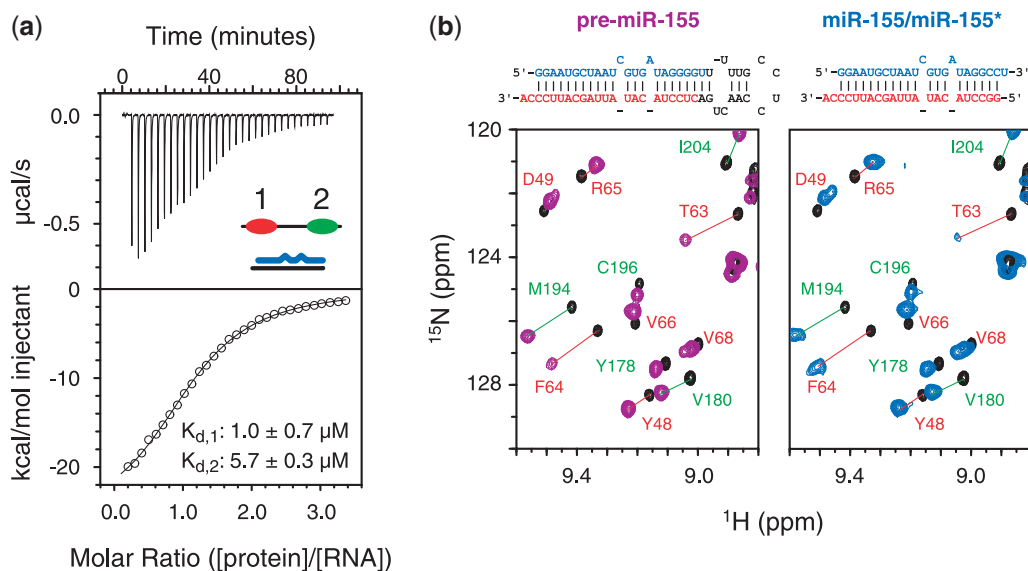 (a)
Time (minutes)
0 40 80
0.0
-0.5
µcal/s
1 2
0
-10
-20
kcal/mol injectant
K_d,1: 1.0 ± 0.7 µM
K_d,2: 5.7 ± 0.3 µM
0.0 1.0 2.0 3.0
Molar Ratio ([protein]/[RNA])
(b)
pre-miR-155
C A -U C C
5'-GGAAUGCUAAU GUG UAGGGGUU UUG C
3'-ACCCUUACGAUUA UAC AUCCUCAG AAC U
- - UC C
miR-155/miR-155*
C A
5'-GGAAUGCUAAU GUG UAGGCCU-3'
3'-ACCCUUACGAUUA UAC AUCCGG-5'
- -
120
124
128
15N (ppm)
I204
D49
R65
T63
C196
M194
V66
V68
Y178
F64
V180
Y48
9.4 9.0
I204
D49
R65
T63
C196
M194
V66
V68
Y178
F64
V180
Y48
9.4 9.0
1H (ppm)